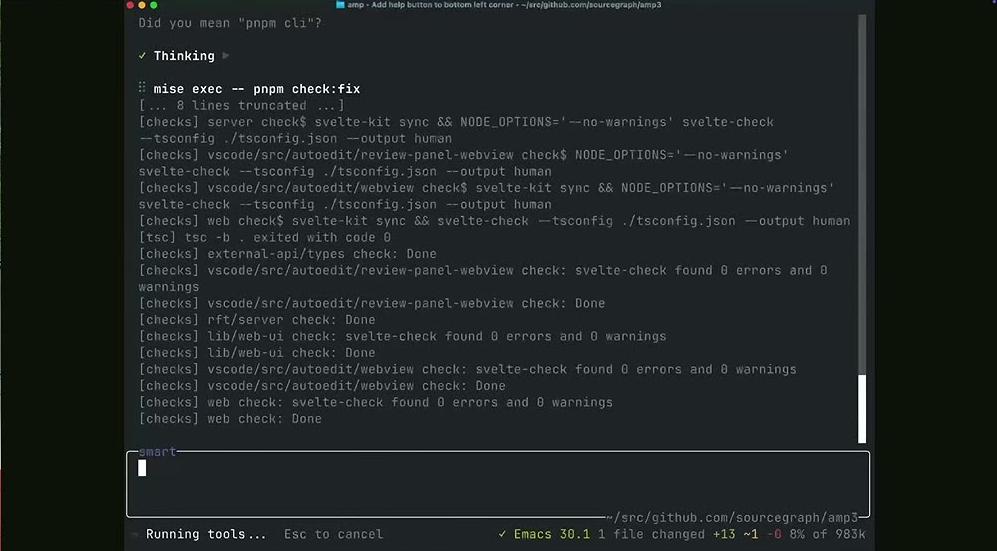 amp - Add help button to bottom left corner - ~/src/github.com/sourcegraph/amp3
Did you mean "pnpm cli"?
✓ Thinking ▶
⠿ mise exec -- pnpm check:fix
[... 8 lines truncated ...]
[checks] server check$ svelte-kit sync && NODE_OPTIONS='--no-warnings' svelte-check
--tsconfig ./tsconfig.json --output human
[checks] vscode/src/autoedit/review-panel-webview check$ NODE_OPTIONS='--no-warnings'
svelte-check --tsconfig ./tsconfig.json --output human
[checks] vscode/src/autoedit/webview check$ svelte-kit sync && NODE_OPTIONS='--no-warnings'
svelte-check --tsconfig ./tsconfig.json --output human
[checks] web check$ svelte-kit sync && svelte-check --tsconfig ./tsconfig.json --output human
[tsc] tsc -b . exited with code 0
[checks] external-api/types check: Done
[checks] vscode/src/autoedit/review-panel-webview check: svelte-check found 0 errors and 0
warnings
[checks] vscode/src/autoedit/review-panel-webview check: Done
[checks] rft/server check: Done
[checks] lib/web-ui check: svelte-check found 0 errors and 0 warnings
[checks] lib/web-ui check: Done
[checks] vscode/src/autoedit/webview check: svelte-check found 0 errors and 0 warnings
[checks] vscode/src/autoedit/webview check: Done
[checks] web check: svelte-check found 0 errors and 0 warnings
[checks] web check: Done
smart
~/src/github.com/sourcegraph/amp3
Running tools... Esc to cancel ✓ Emacs 30.1 1 file changed +13 ~1 -0 8% of 983k